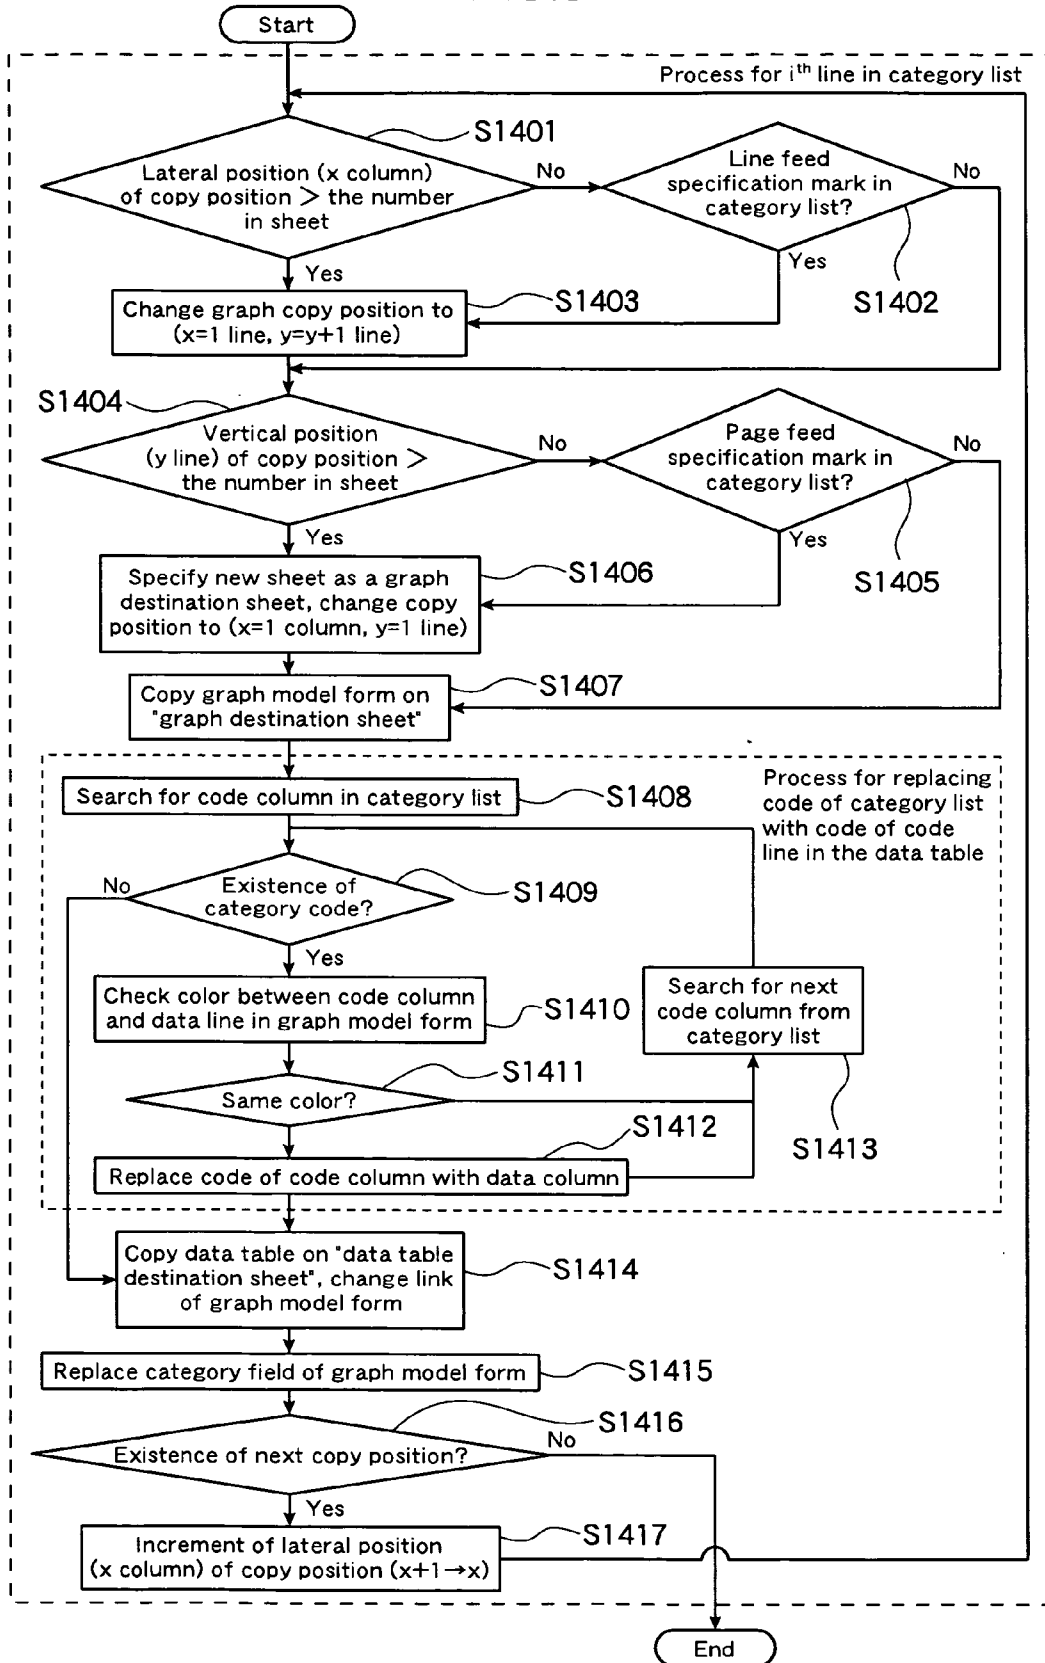 Start
Process for ith line in category list
S1401
Lateral position (x column)
of copy position > the number
in sheet
No
Line feed
specification mark in
category list?
No
Yes
Yes
S1402
S1403
Change graph copy position to
(x=1 line, y=y+1 line)
S1404
Vertical position
(y line) of copy position >
the number in sheet
No
Page feed
specification mark in
category list?
No
Yes
Yes
S1405
S1406
Specify new sheet as a graph
destination sheet, change copy
position to (x=1 column, y=1 line)
S1407
Copy graph model form on
"graph destination sheet"
Process for replacing
code of category list
with code of code
line in the data table
Search for code column in category list
S1408
No
Existence of
category code?
S1409
Yes
Check color between code column
and data line in graph model form
S1410
Search for next
code column from
category list
S1411
Same color?
S1412
S1413
Replace code of code column with data column
Copy data table on "data table
destination sheet", change link
of graph model form
S1414
Replace category field of graph model form
S1415
S1416
Existence of next copy position?
No
Yes
S1417
Increment of lateral position
(x column) of copy position (x+1→x)
End